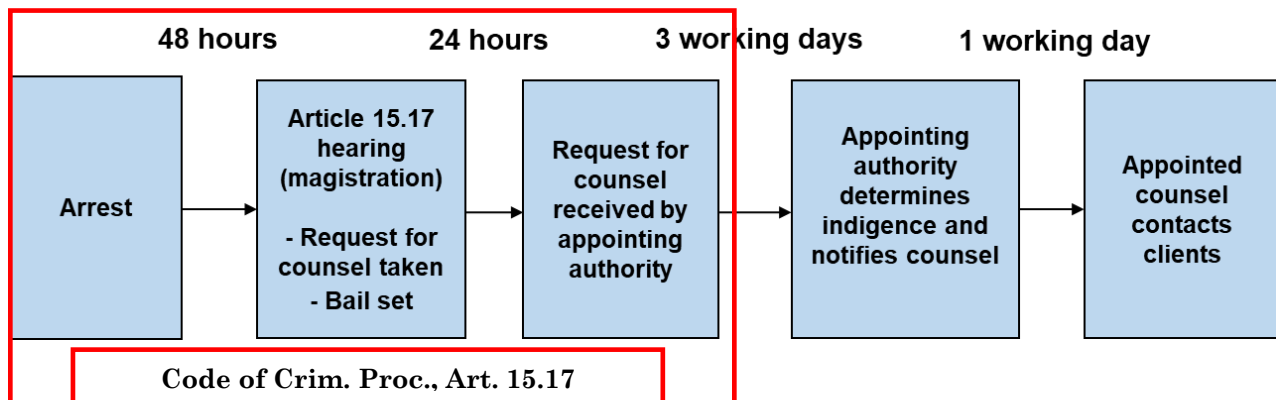 48 hours
24 hours
3 working days
1 working day
Arrest
Article 15.17
hearing
(magistration)
- Request for
counsel taken
- Bail set
Request for
counsel
received by
appointing
authority
Appointing
authority
determines
indigence and
notifies counsel
Appointed
counsel
contacts
clients
Code of Crim. Proc., Art. 15.17